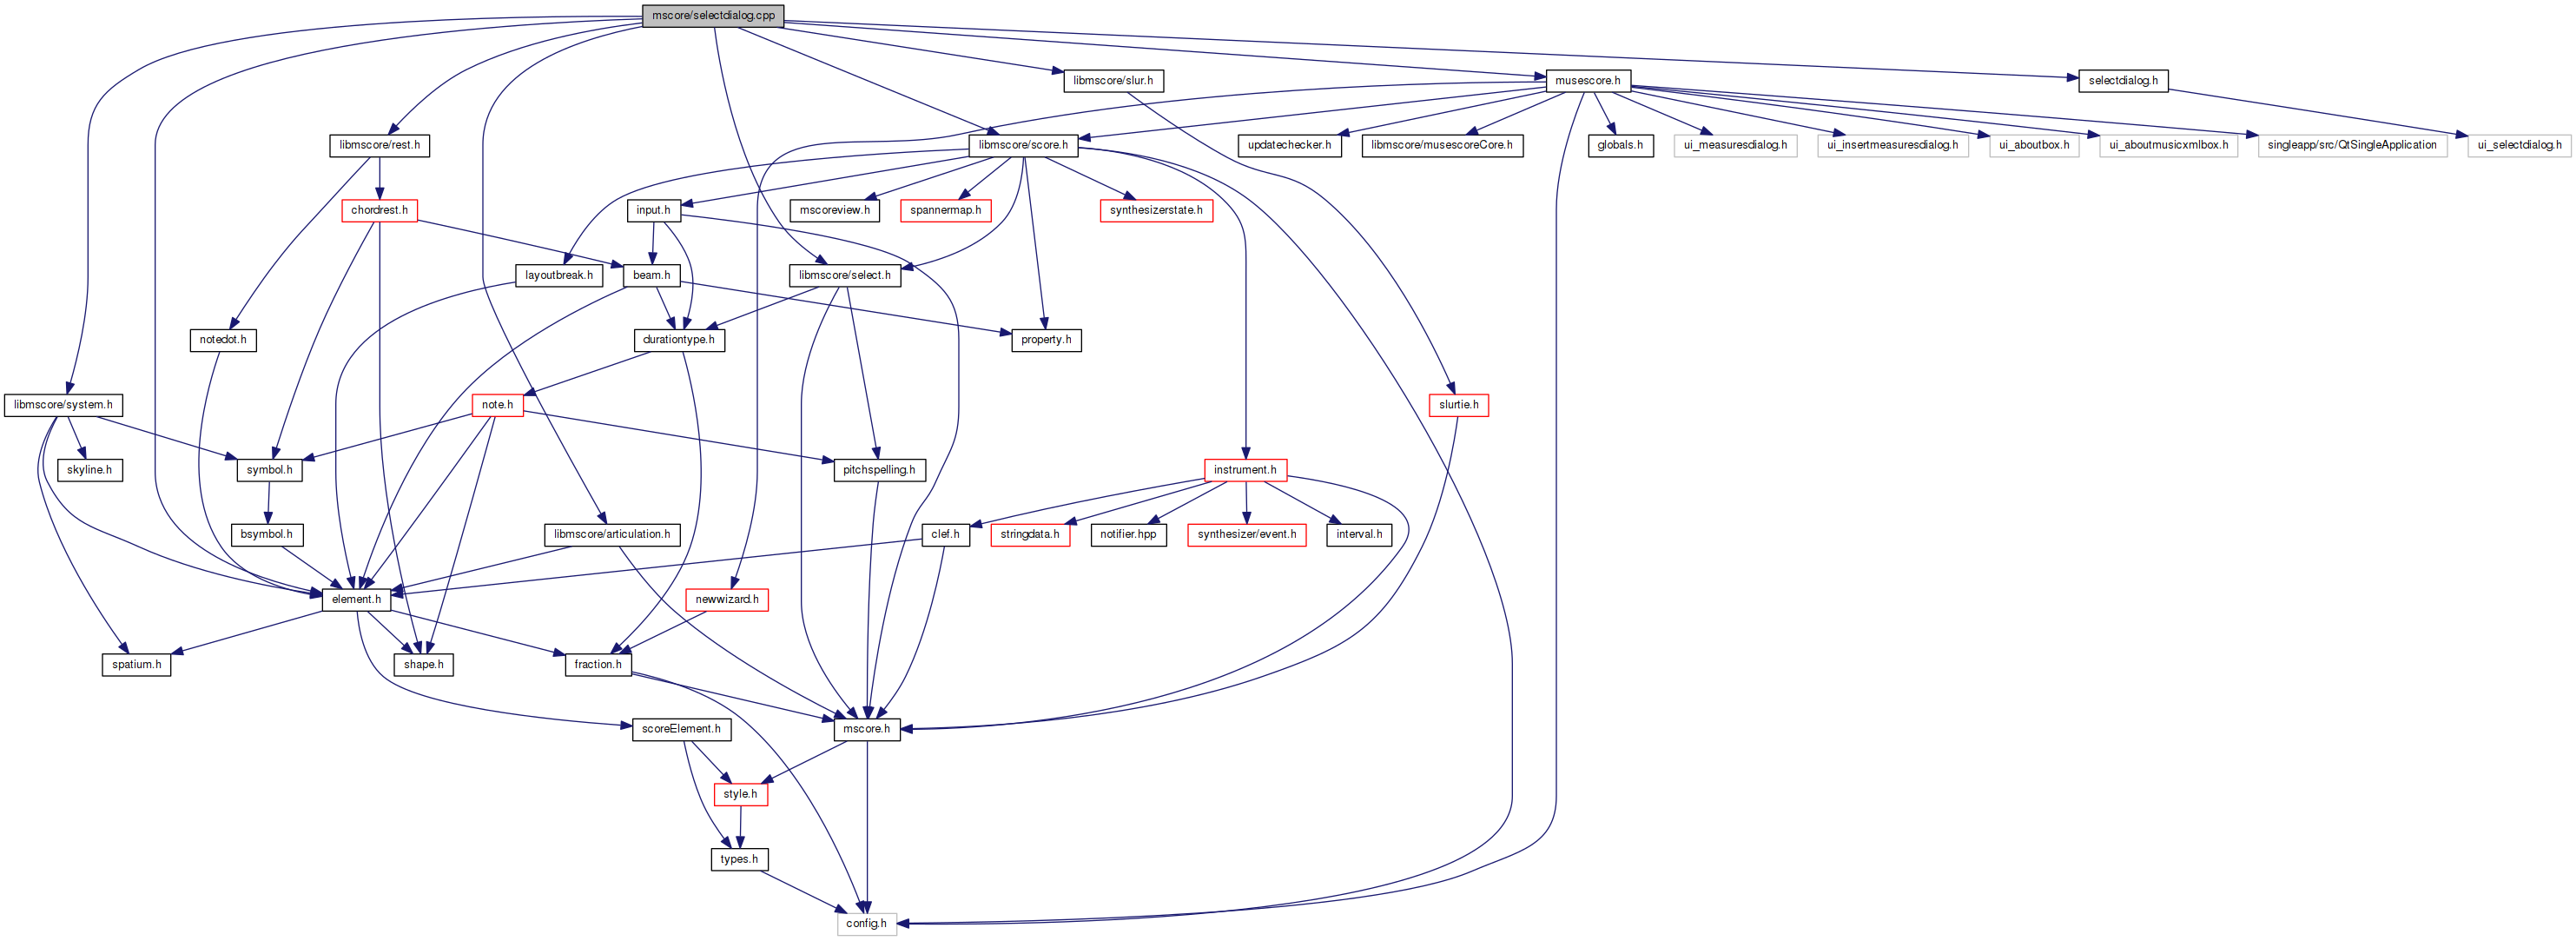 mscore/selectdialog.cpp
libmscore/slur.h
musescore.h
selectdialog.h
libmscore/rest.h
libmscore/score.h
updatechecker.h
libmscore/musescoreCore.h
globals.h
ui_measuresdialog.h
ui_insertmeasuresdialog.h
ui_aboutbox.h
ui_aboutmusicxmlbox.h
singleapp/src/QtSingleApplication
ui_selectdialog.h
chordrest.h
input.h
mscoreview.h
spannermap.h
synthesizerstate.h
layoutbreak.h
beam.h
libmscore/select.h
notedot.h
durationtype.h
property.h
libmscore/system.h
note.h
slurtie.h
skyline.h
symbol.h
pitchspelling.h
instrument.h
bsymbol.h
libmscore/articulation.h
clef.h
stringdata.h
notifier.hpp
synthesizer/event.h
interval.h
element.h
newwizard.h
spatium.h
shape.h
fraction.h
scoreElement.h
mscore.h
style.h
types.h
config.h